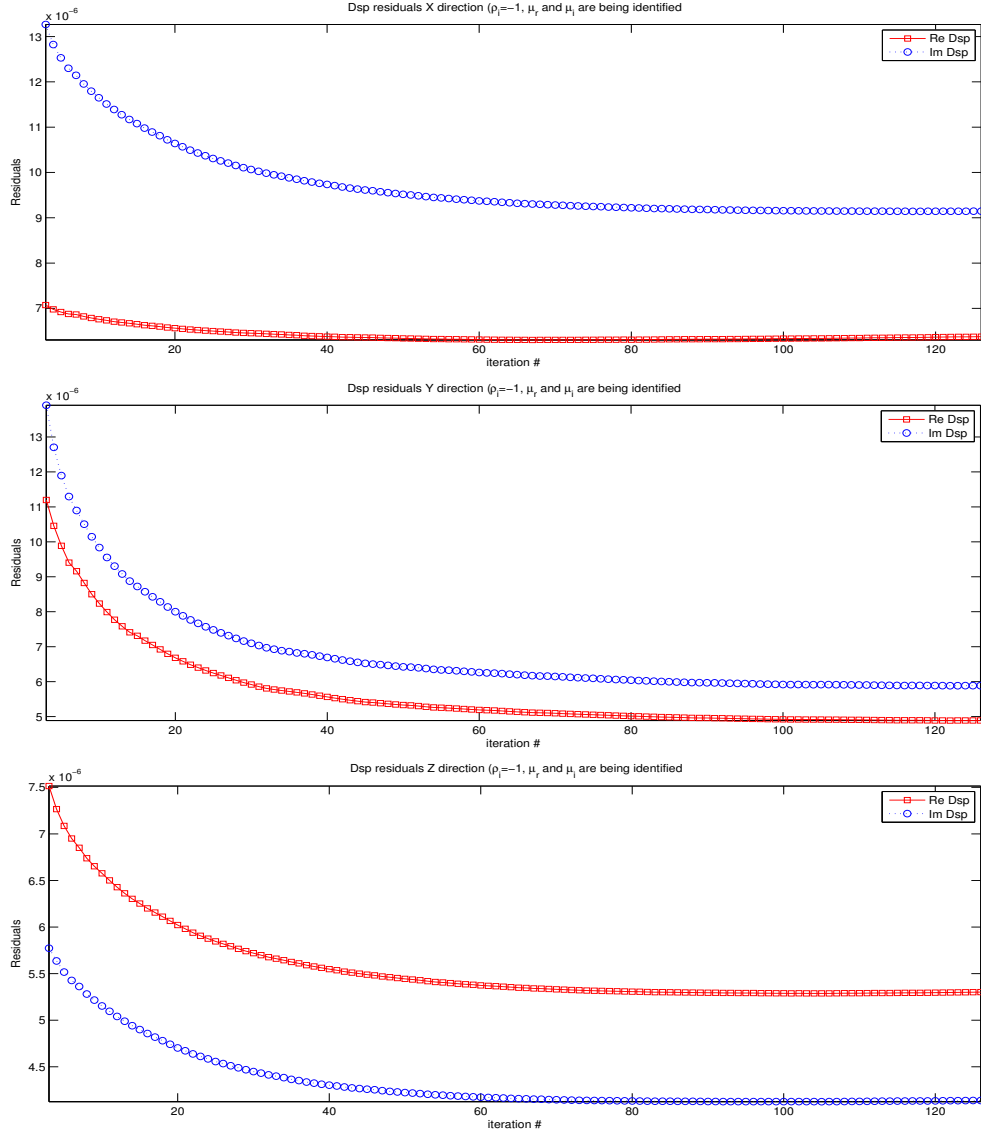 Dsp residuals X direction (ρi=−1, μr and μi are being identified
x 10-6
13
12
11
10
9
8
7
Residuals
Re Dsp
Im Dsp
20 40 60 80 100 120
iteration #
Dsp residuals Y direction (ρi=−1, μr and μi are being identified
x 10-6
13
12
11
10
9
8
7
6
5
Residuals
Re Dsp
Im Dsp
20 40 60 80 100 120
iteration #
Dsp residuals Z direction (ρi=−1, μr and μi are being identified
x 10-6
7.5
7
6.5
6
5.5
5
4.5
Residuals
Re Dsp
Im Dsp
20 40 60 80 100 120
iteration #